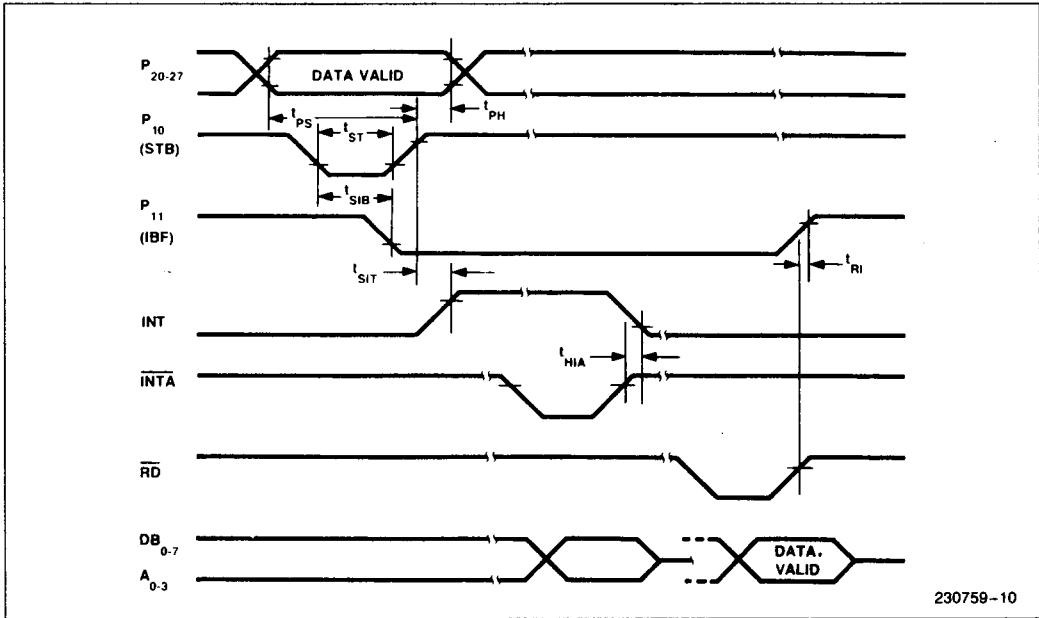 P20-27
DATA VALID
tPH
tPS
P10
(STB)
tST
tSIB
P11
(IBF)
tRI
tSIT
INT
tHIA
INTA
RD
DB0-7
DATA.
VALID
A0-3
230759-10